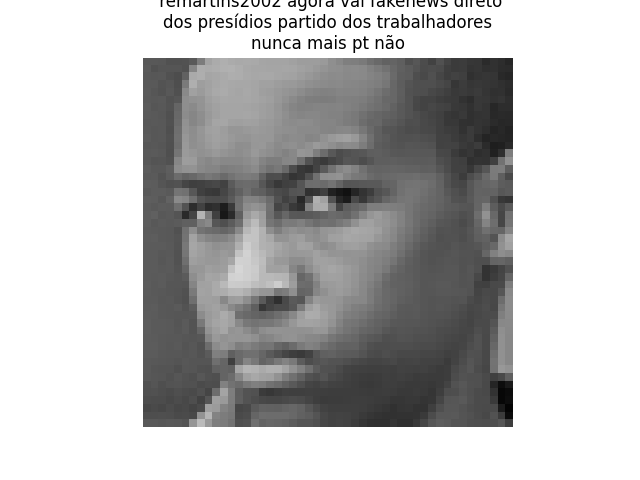 remartins2002 agora vai fakenews direto
dos presídios partido dos trabalhadores
nunca mais pt não